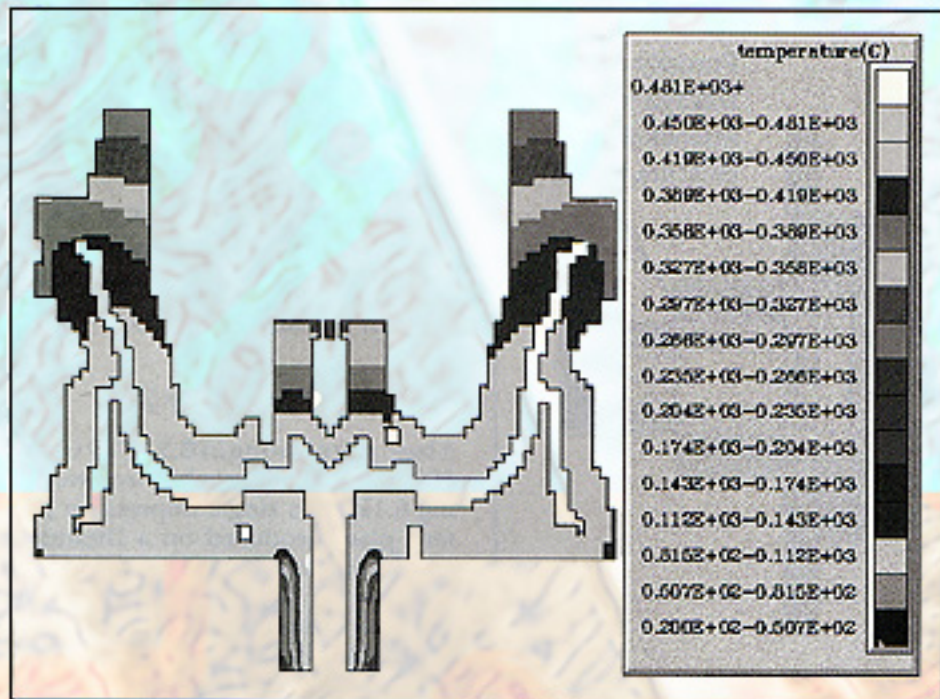 temperature(C)
0.481E+03+
0.450E+03-0.481E+03
0.419E+03-0.450E+03
0.389E+03-0.419E+03
0.358E+03-0.389E+03
0.327E+03-0.358E+03
0.297E+03-0.327E+03
0.266E+03-0.297E+03
0.235E+03-0.266E+03
0.204E+03-0.235E+03
0.174E+03-0.204E+03
0.143E+03-0.174E+03
0.112E+03-0.143E+03
0.815E+02-0.112E+03
0.507E+02-0.815E+02
0.200E+02-0.507E+02